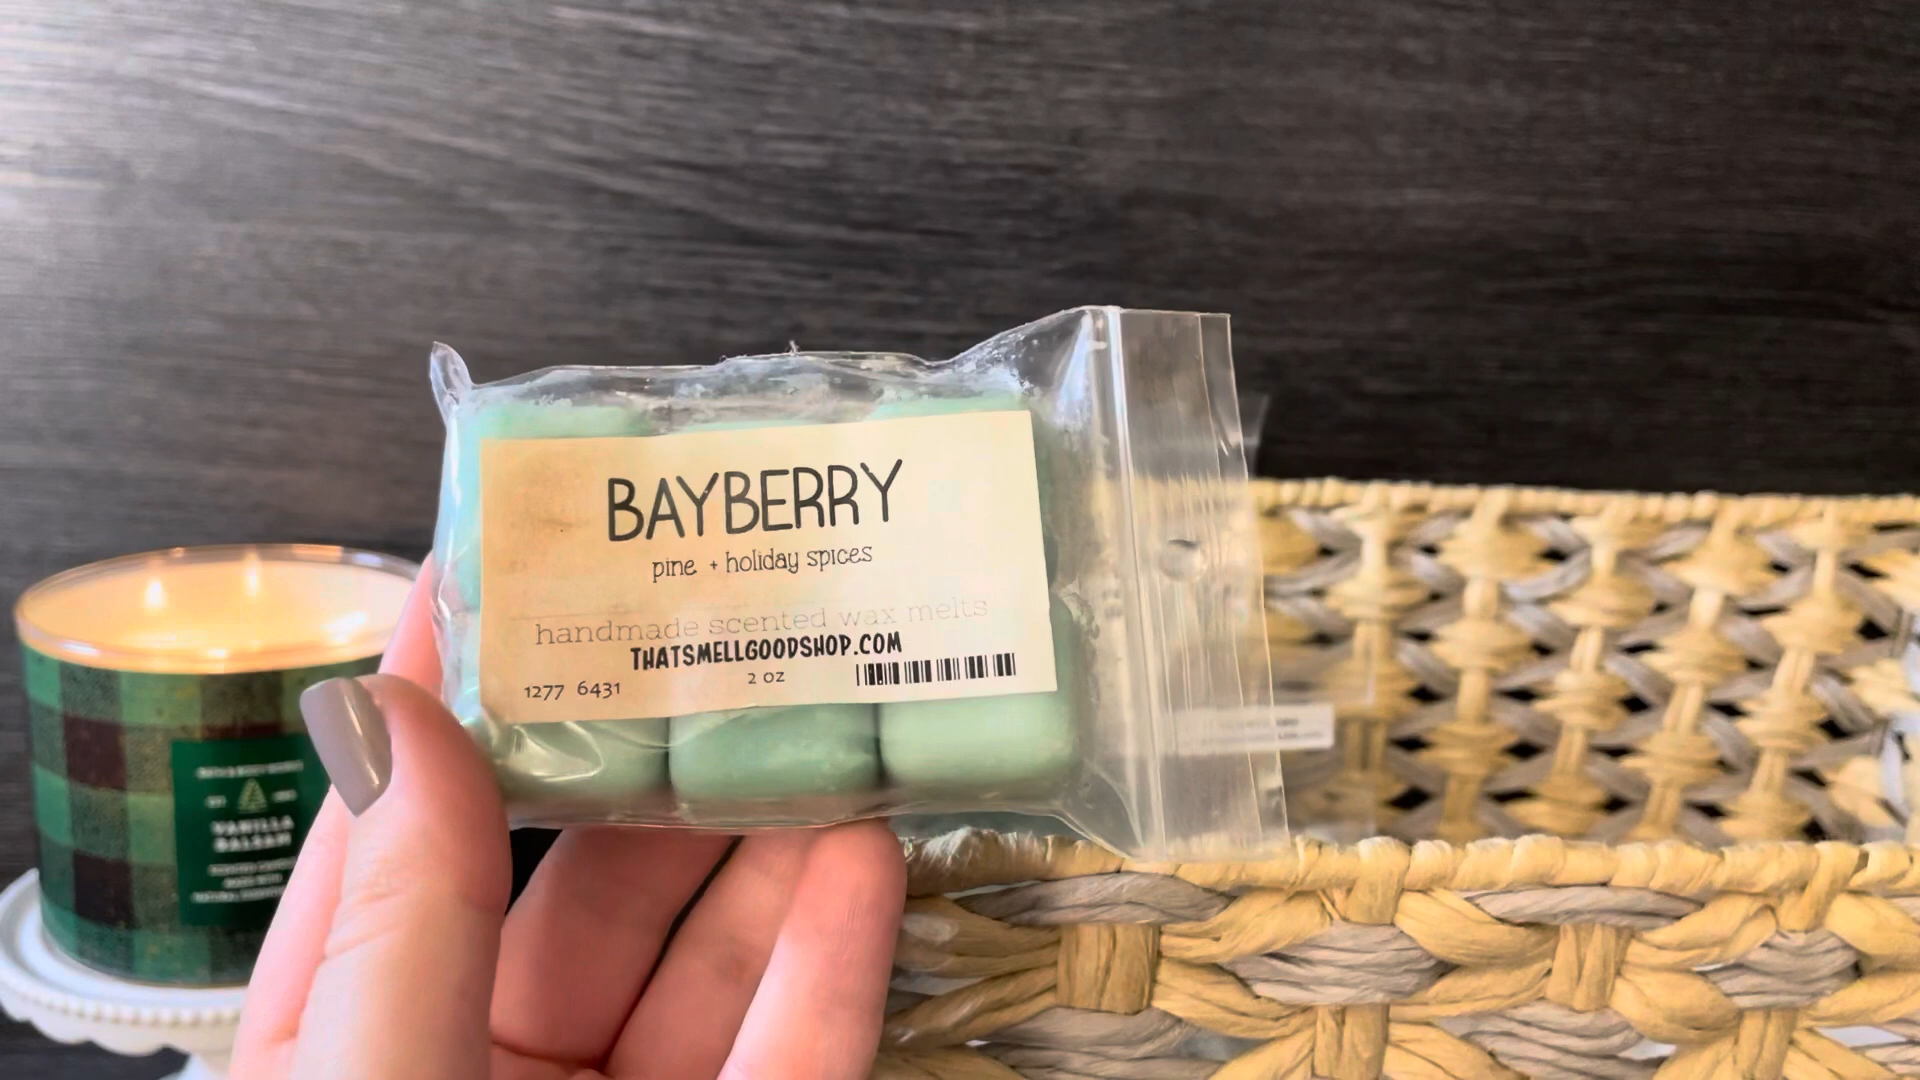 BAYBERRY
pine + holiday spices
handmade scented wax melts
THATSMELLGOODSHOP.COM
2 OZ
1277 6431
VANILLA
BALSAM